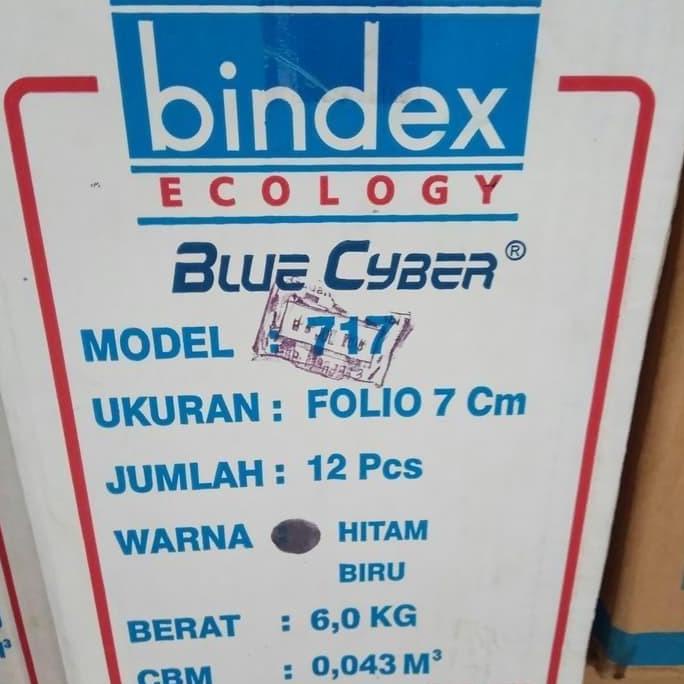 bindex
ECOLOGY
BLUE CYBER®
MODEL : 717
UKURAN : FOLIO 7 Cm
JUMLAH : 12 Pcs
WARNA : HITAM
BIRU
BERAT : 6,0 KG
CBM : 0,043 M³